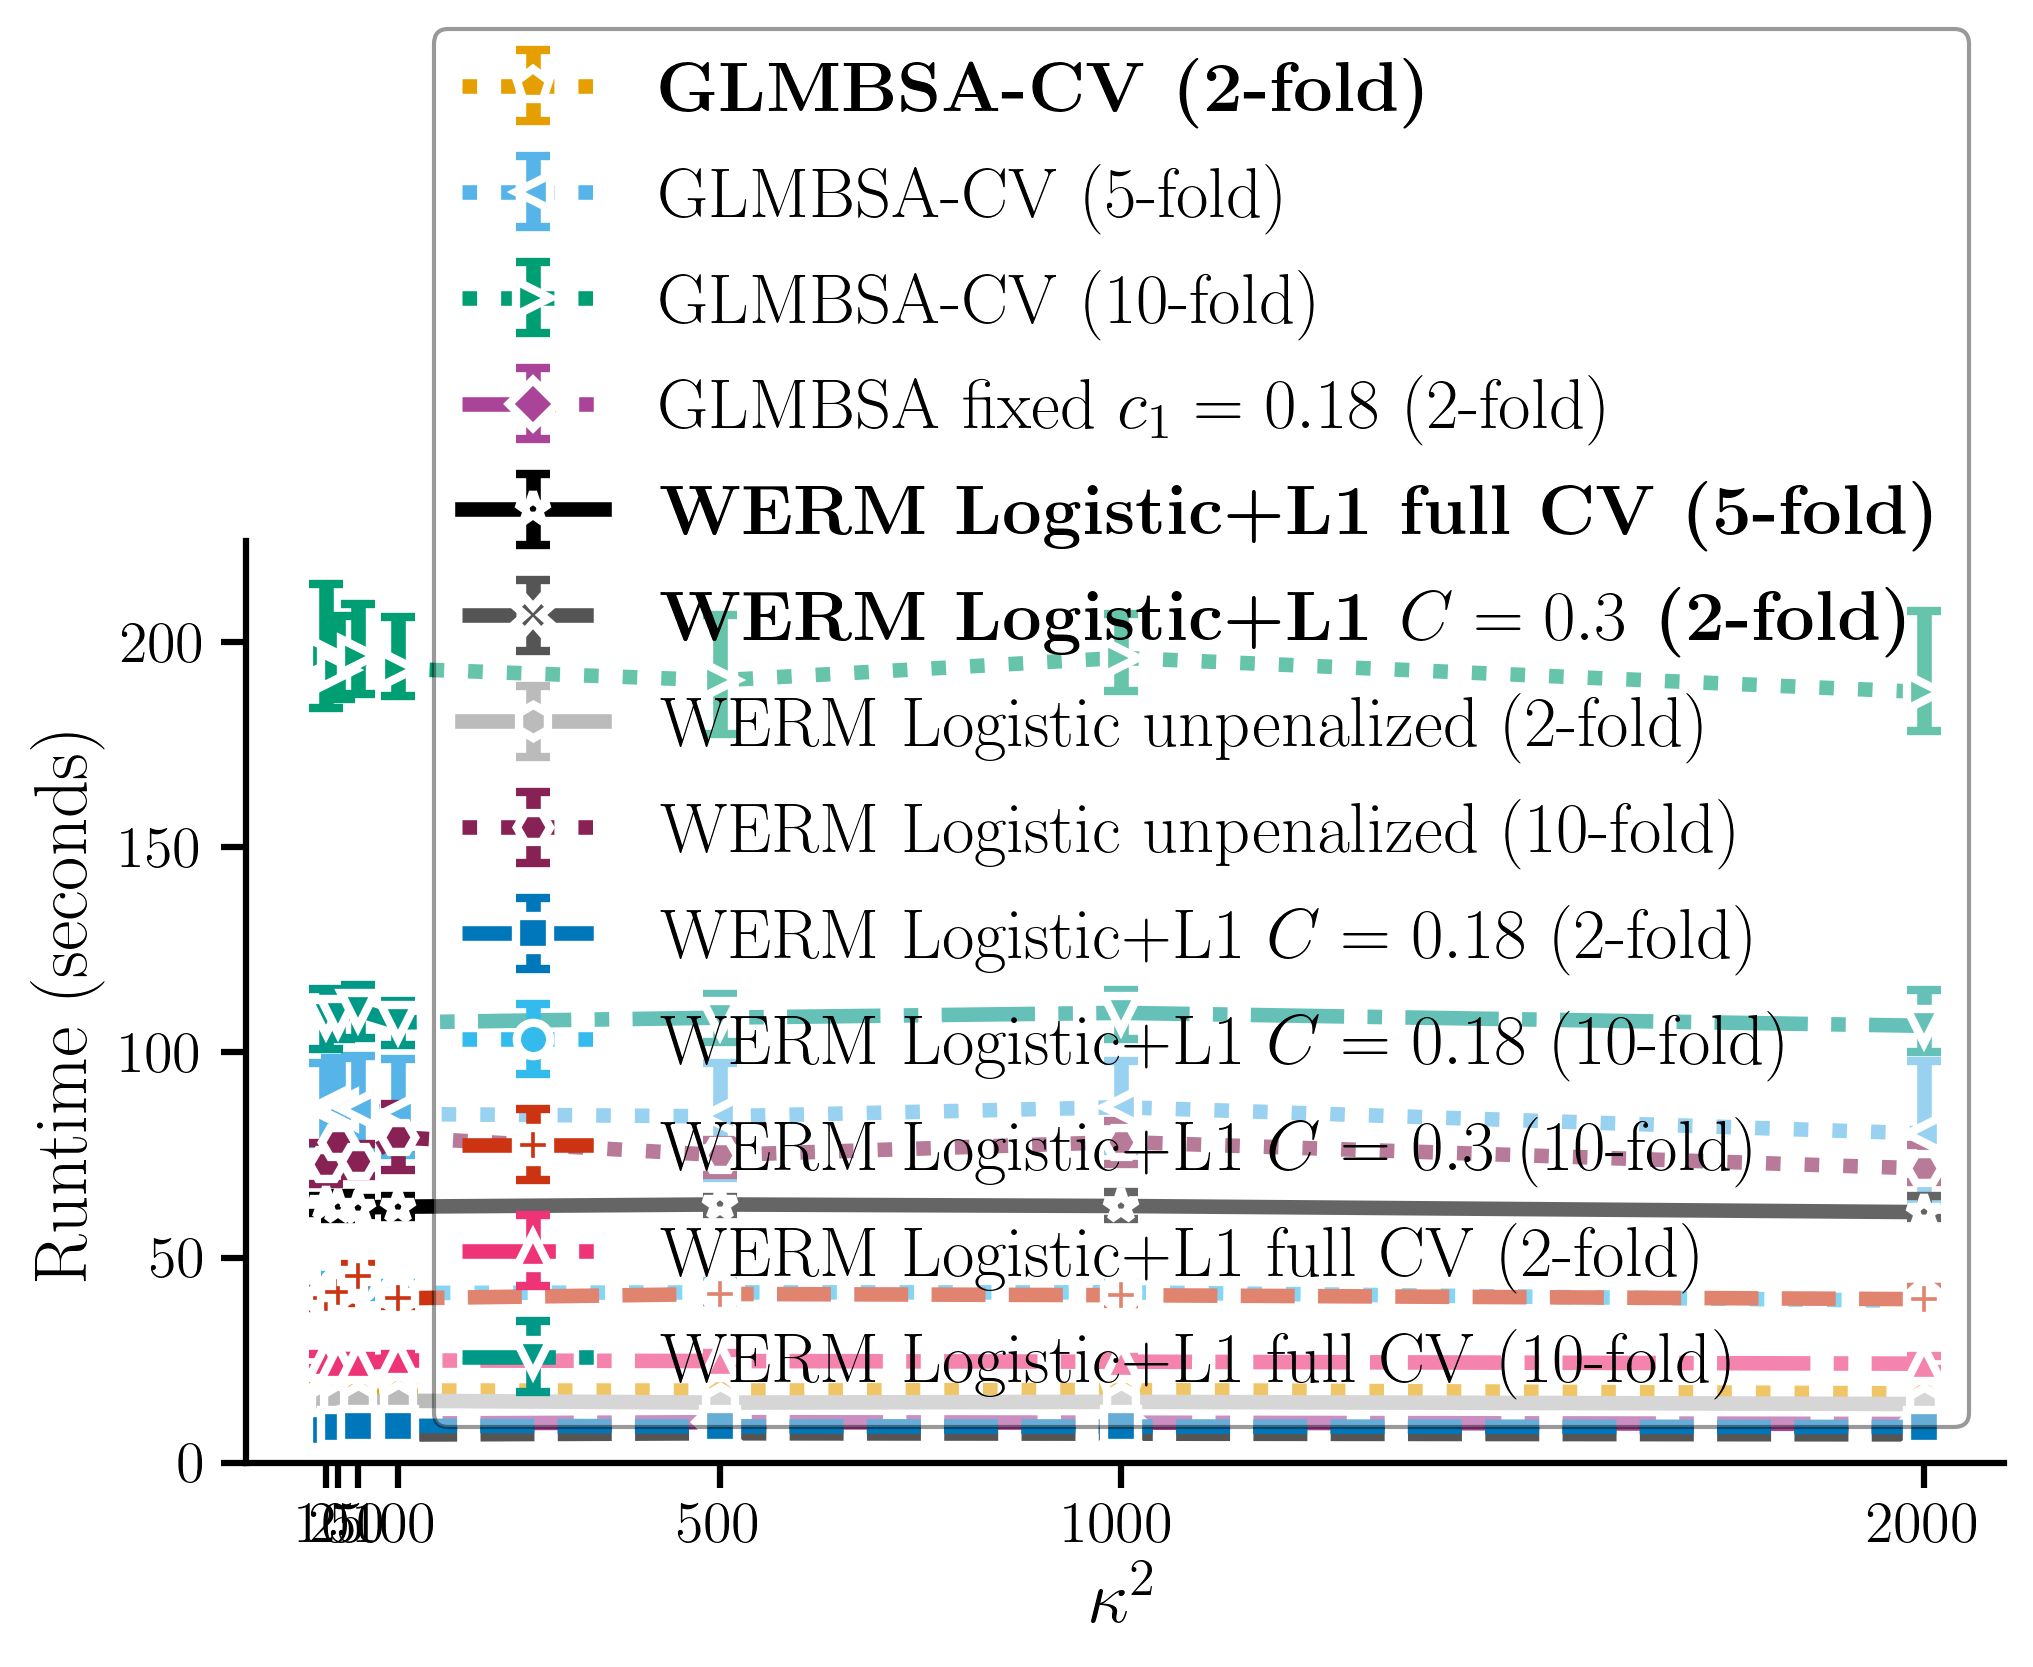 GLMBSA-CV (2-fold)
GLMBSA-CV (5-fold)
GLMBSA-CV (10-fold)
GLMBSA fixed c₁ = 0.18 (2-fold)
WERM Logistic+L1 full CV (5-fold)
WERM Logistic+L1 C = 0.3 (2-fold)
WERM Logistic unpenalized (2-fold)
WERM Logistic unpenalized (10-fold)
WERM Logistic+L1 C = 0.18 (2-fold)
WERM Logistic+L1 C = 0.18 (10-fold)
WERM Logistic+L1 C = 0.3 (10-fold)
WERM Logistic+L1 full CV (2-fold)
WERM Logistic+L1 full CV (10-fold)
Runtime (seconds)
200
150
100
50
0
500
1000
2000
κ²